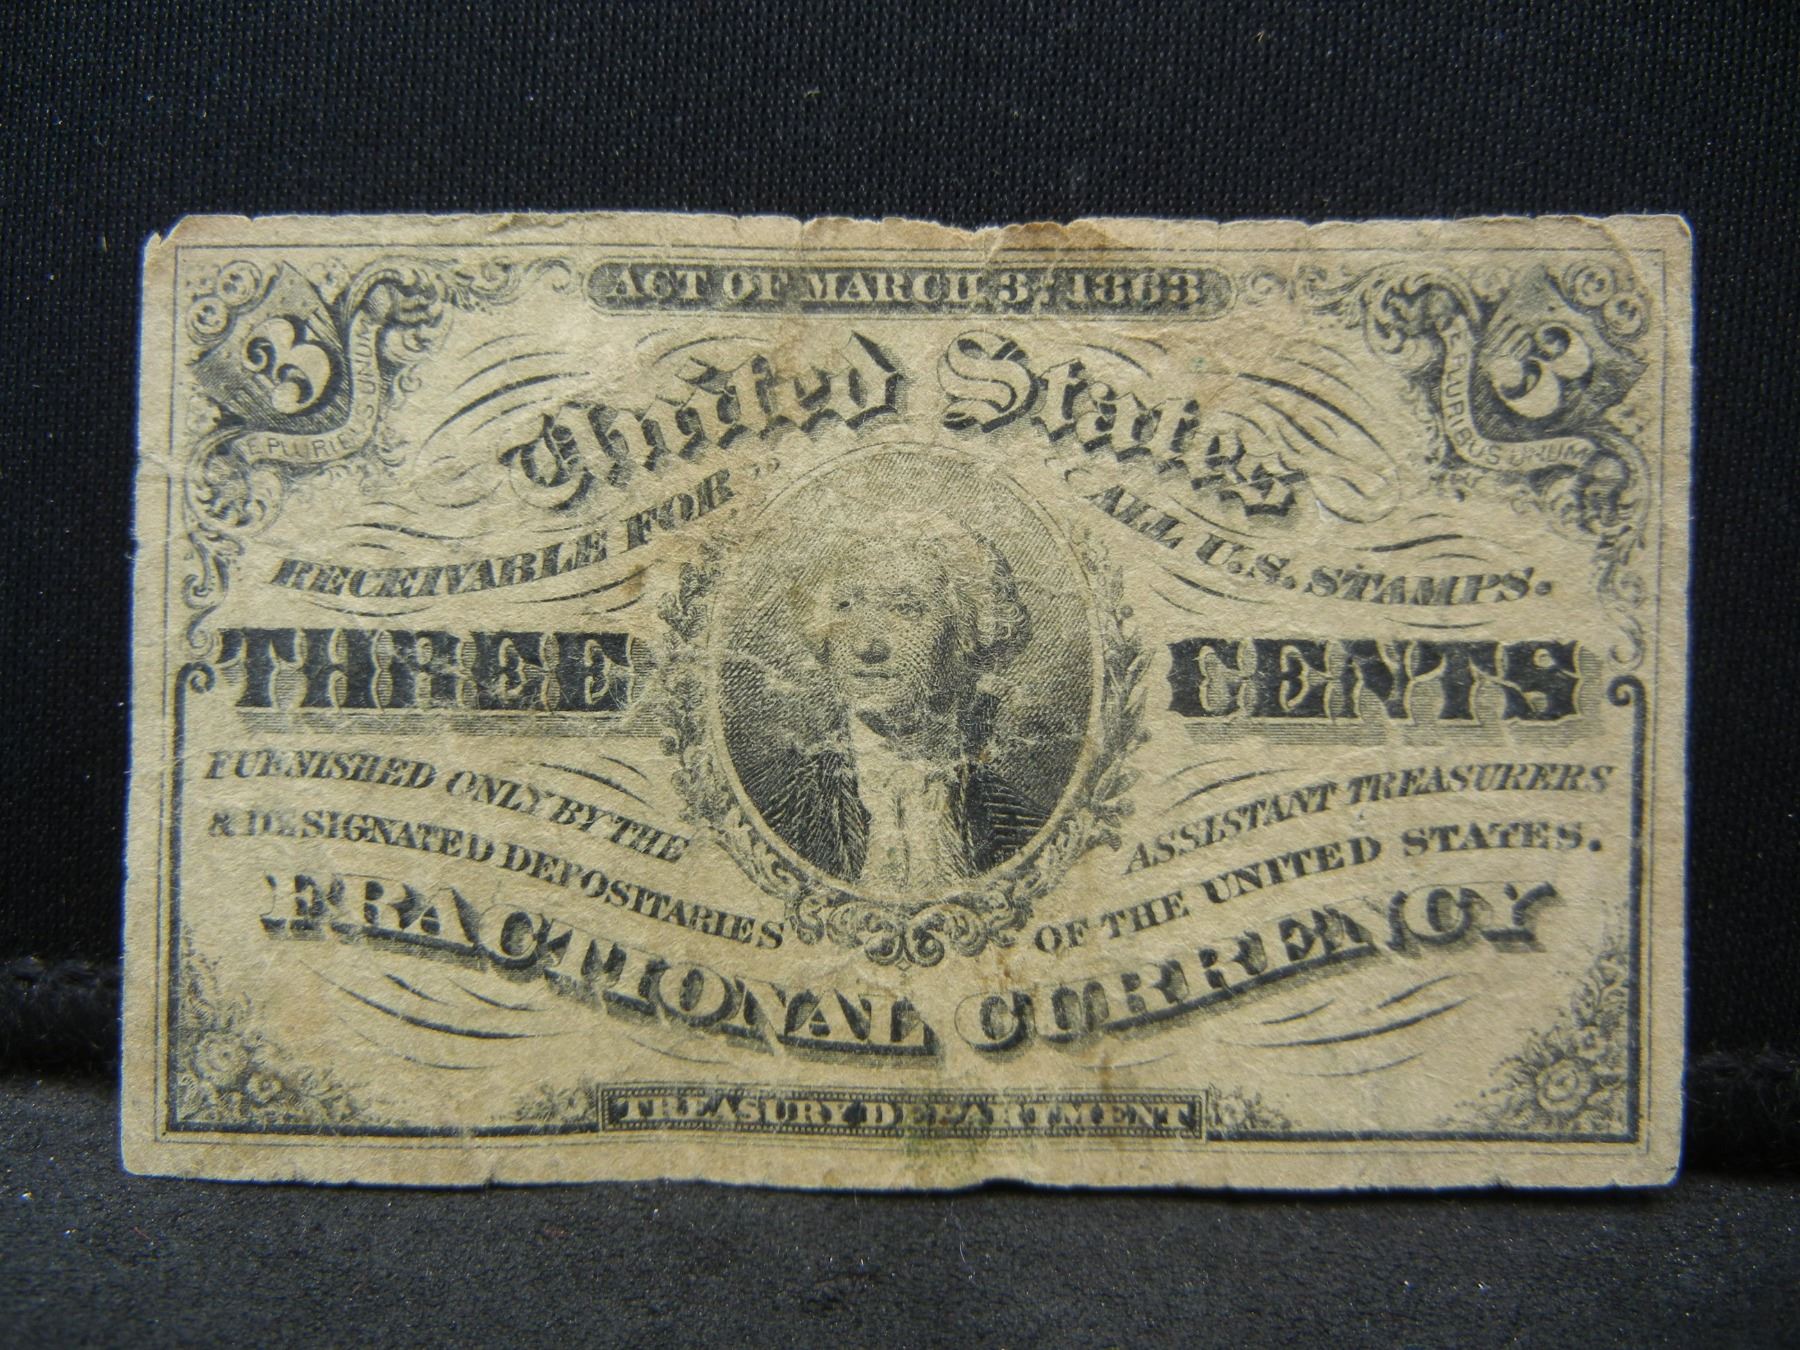 ACT OF MARCH 3. 1863
3
E PLURIBUS UNUM
3
E PLURIBUS UNUM
United States
RECEIVABLE FOR ALL U.S. STAMPS.
THREE CENTS
FURNISHED ONLY BY THE ASSISTANT TREASURERS
& DESIGNATED DEPOSITARIES OF THE UNITED STATES.
FRACTIONAL CURRENCY
TREASURY DEPARTMENT